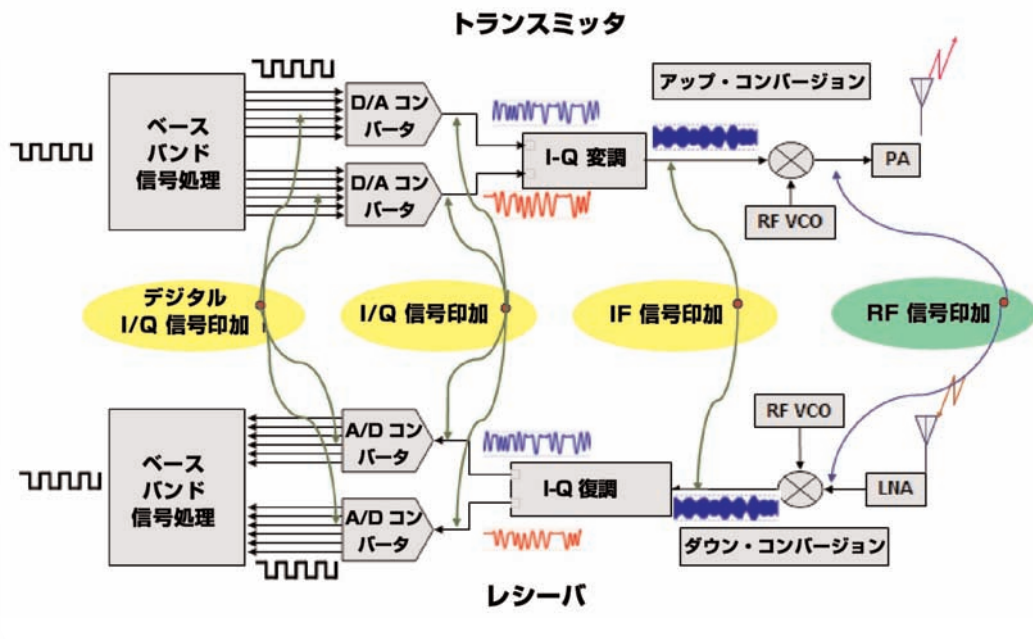 トランスミッタ
ベース
バンド
信号処理
D/A コン
バータ
D/A コン
バータ
I-Q 変調
アップ・コンバージョン
PA
RF VCO
デジタル
I/Q 信号印加
I/Q 信号印加
IF 信号印加
RF 信号印加
ベース
バンド
信号処理
A/D コン
バータ
A/D コン
バータ
I-Q 復調
RF VCO
LNA
ダウン・コンバージョン
レシーバ